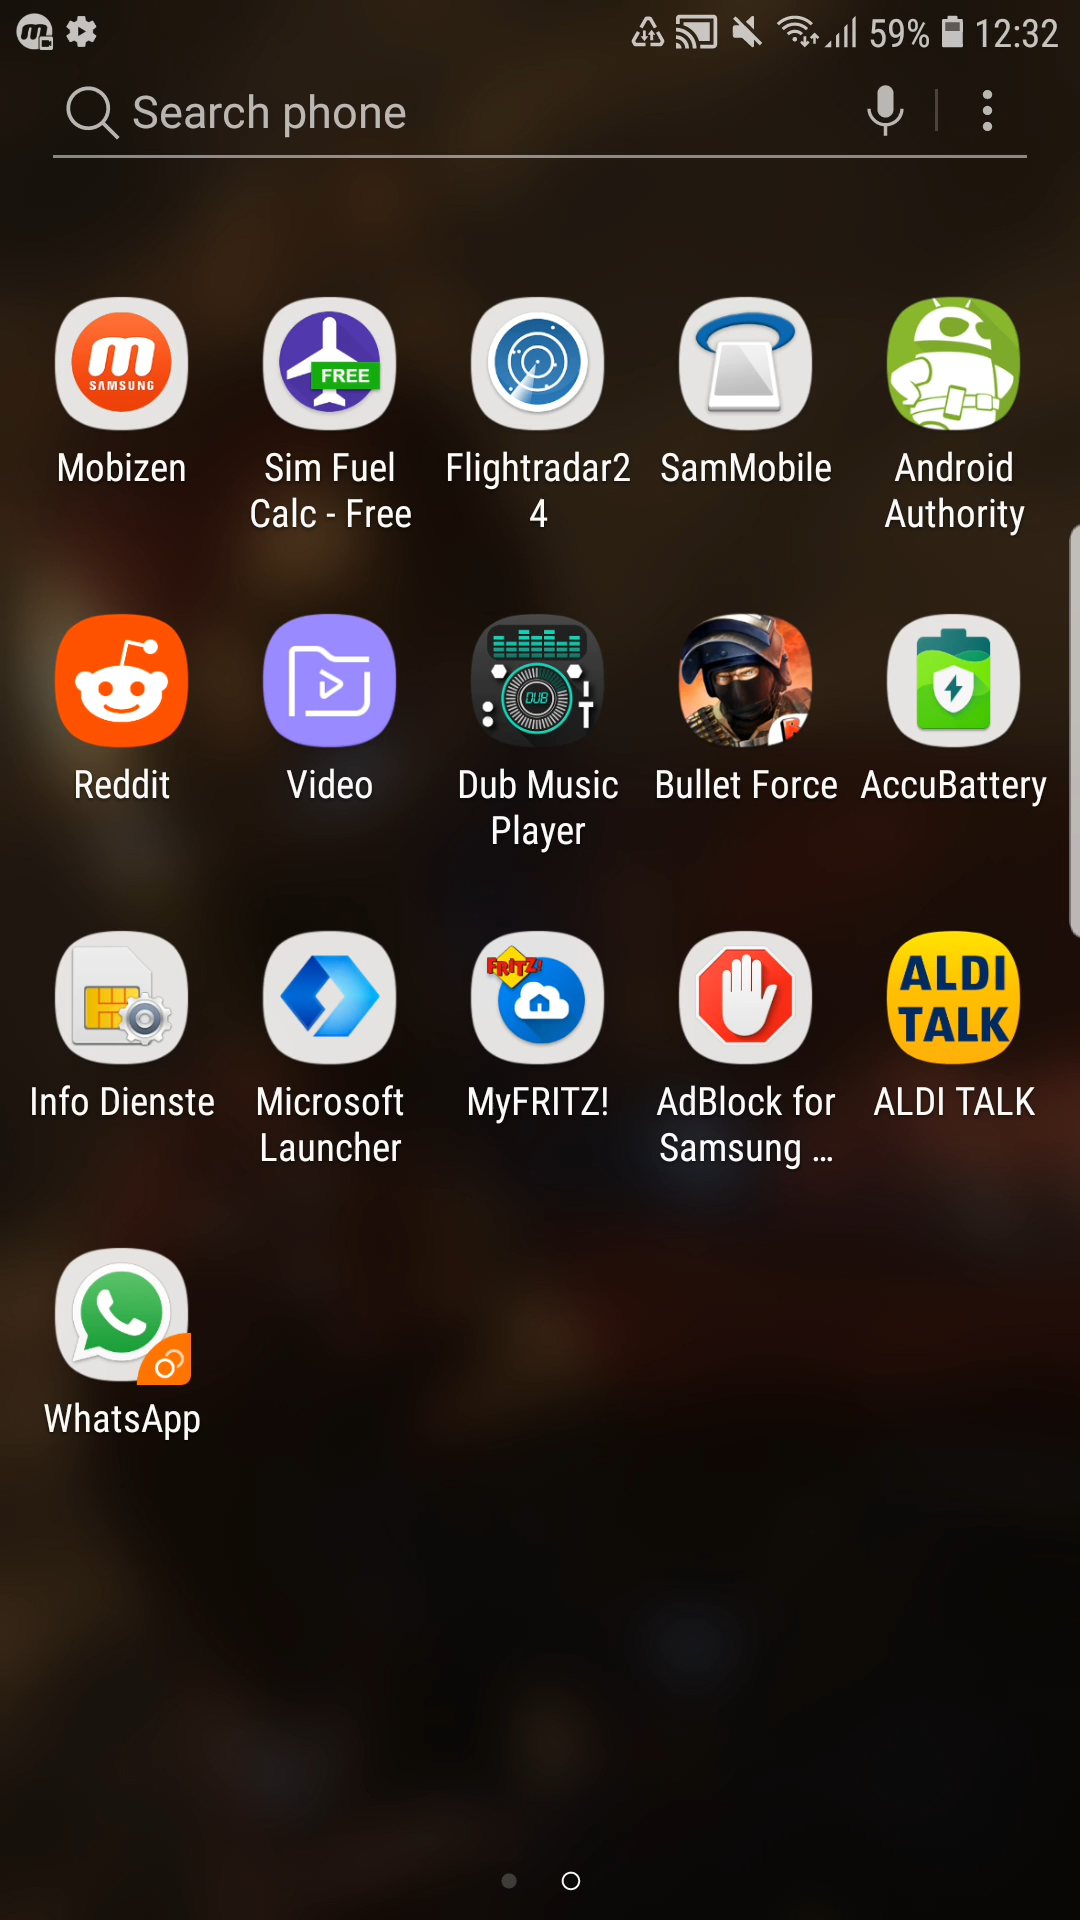 59% 12:32
Search phone
m
SAMSUNG
FREE
Mobizen
Sim Fuel
Calc - Free
Flightradar2
4
SamMobile
Android
Authority
DUB
Reddit
Video
Dub Music
Player
Bullet Force
AccuBattery
FRITZ!
ALDI
TALK
Info Dienste
Microsoft
Launcher
MyFRITZ!
AdBlock for
Samsung ...
ALDI TALK
WhatsApp